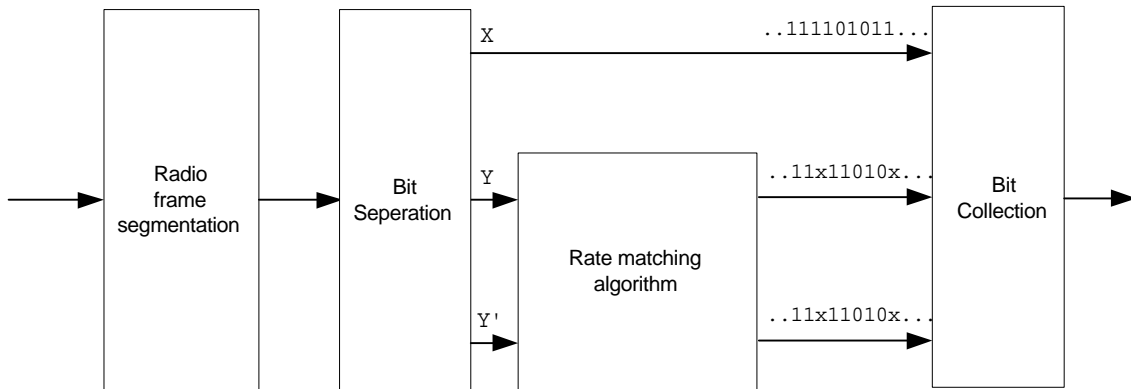 X
..111101011...
Radio
frame
segmentation
Bit
Seperation
Y
..11x11010x...
Bit
Collection
Rate matching
algorithm
Y'
..11x11010x...